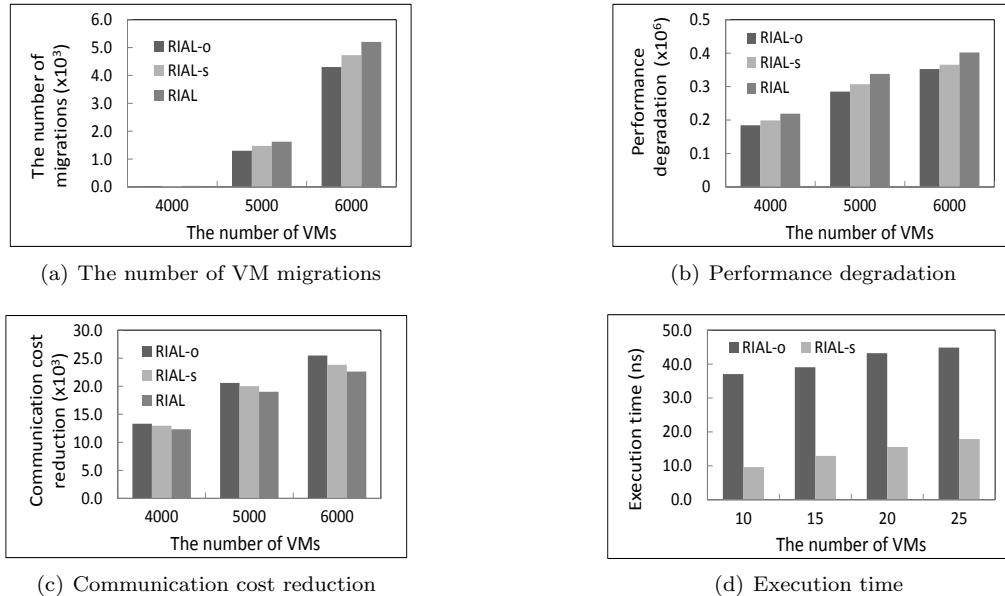 6.0
5.0
4.0
3.0
2.0
1.0
0.0
The number of
migrations (x10³)
RIAL-o
RIAL-s
RIAL
4000 5000 6000
The number of VMs
(a) The number of VM migrations
0.5
0.4
0.3
0.2
0.1
0
Performance
degradation (x10⁶)
RIAL-o
RIAL-s
RIAL
4000 5000 6000
The number of VMs
(b) Performance degradation
30.0
25.0
20.0
15.0
10.0
5.0
0.0
Communication cost
reduction (x10³)
RIAL-o
RIAL-s
RIAL
4000 5000 6000
The number of VMs
(c) Communication cost reduction
50.0
40.0
30.0
20.0
10.0
0.0
Execution time (ns)
RIAL-o RIAL-s
10 15 20 25
The number of VMs
(d) Execution time